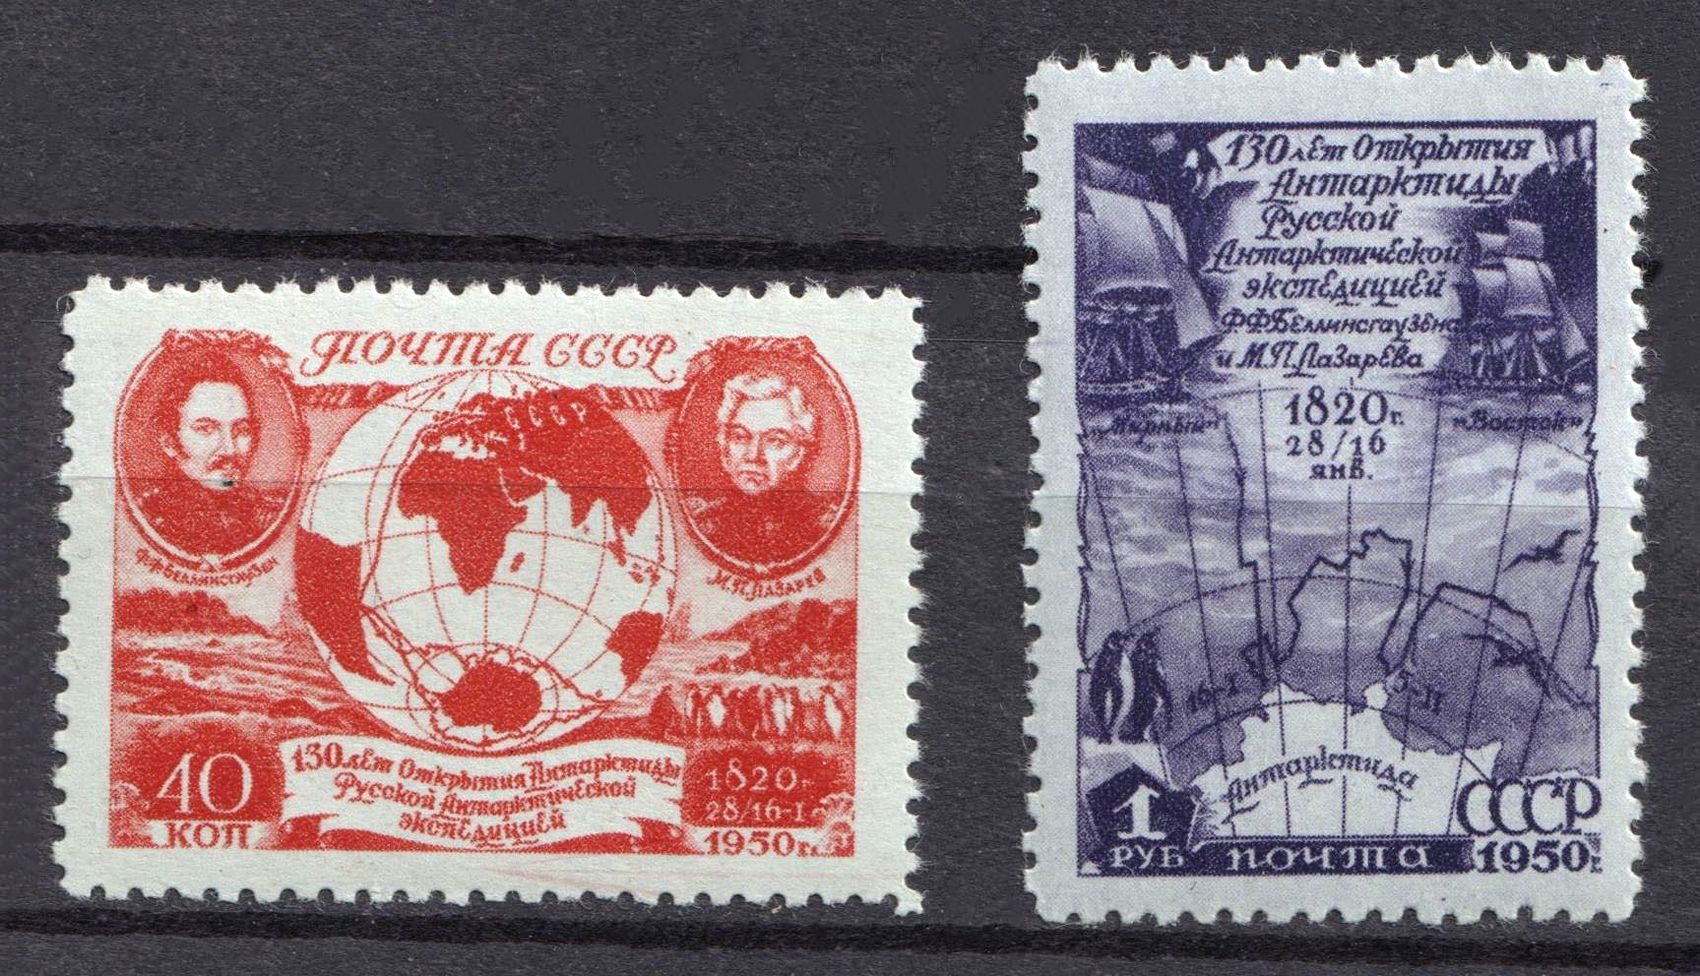 ПОЧТА СССР
СССР
Ф.Ф.БЕЛЛИНСГАУЗЕН
М.П.ЛАЗАРЕВ
40
КОП
130 лет Открытия Антарктиды
Русской Антарктической
экспедицией
1820г.
28/16-I.
1950г.
130 лет Открытия
Антарктиды
Русской
Антарктической
экспедицией
Ф.Ф.Беллинсгаузена
и М.П.Лазарева
1820г.
28/16
янв.
„Мирный"
„Восток"
16-I
5-II
Антарктида
1
РУБ
ПОЧТА
СССР
1950г.